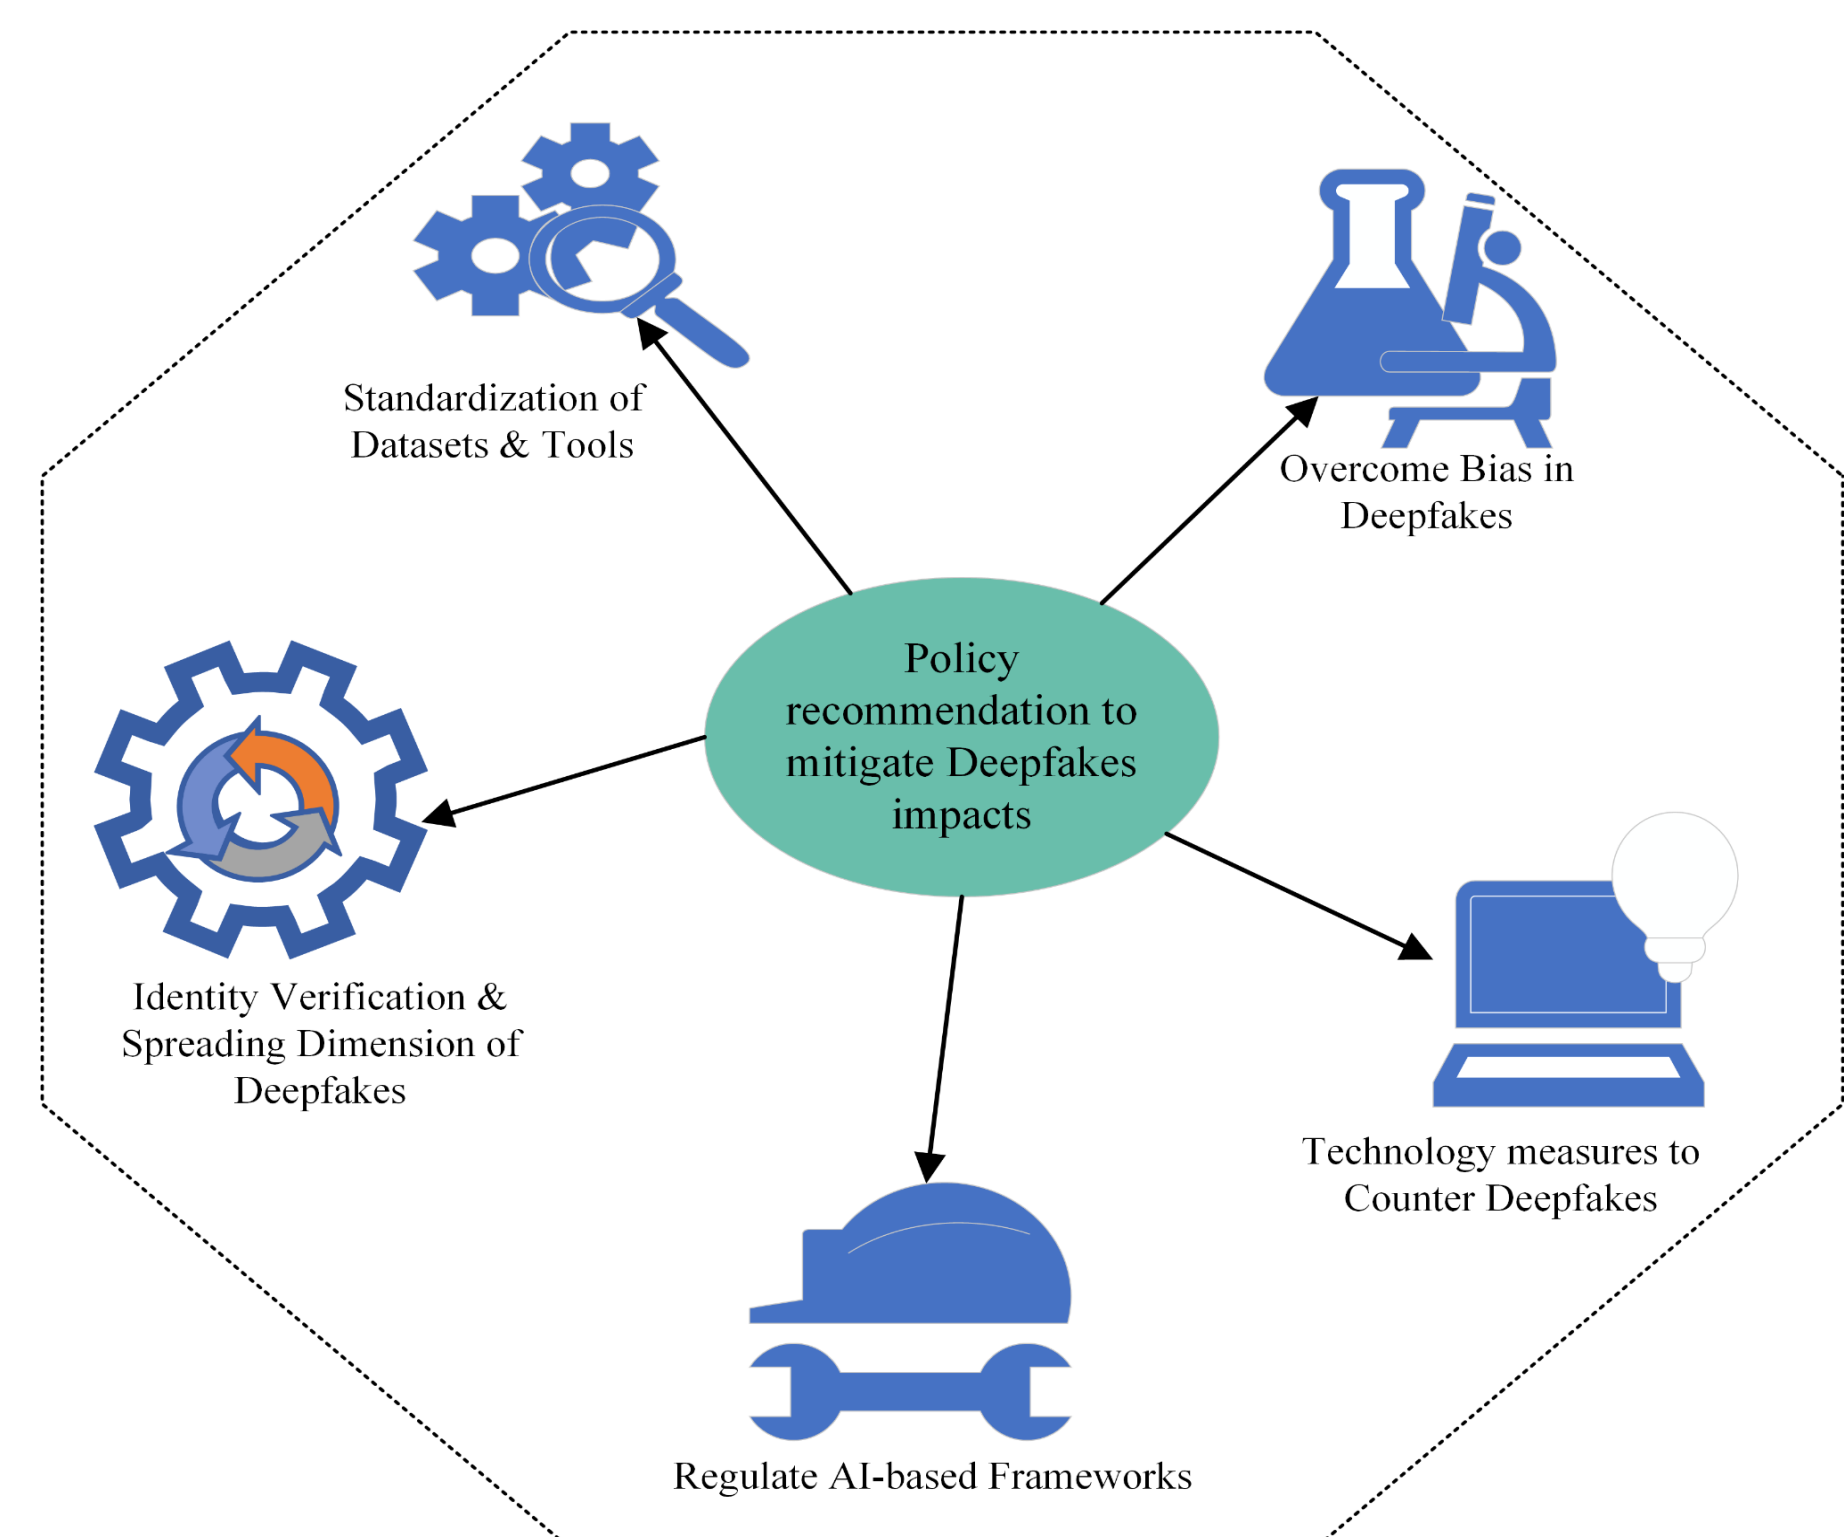 Standardization of
Datasets & Tools
Overcome Bias in
Deepfakes
Policy
recommendation to
mitigate Deepfakes
impacts
Identity Verification &
Spreading Dimension of
Deepfakes
Technology measures to
Counter Deepfakes
Regulate AI-based Frameworks